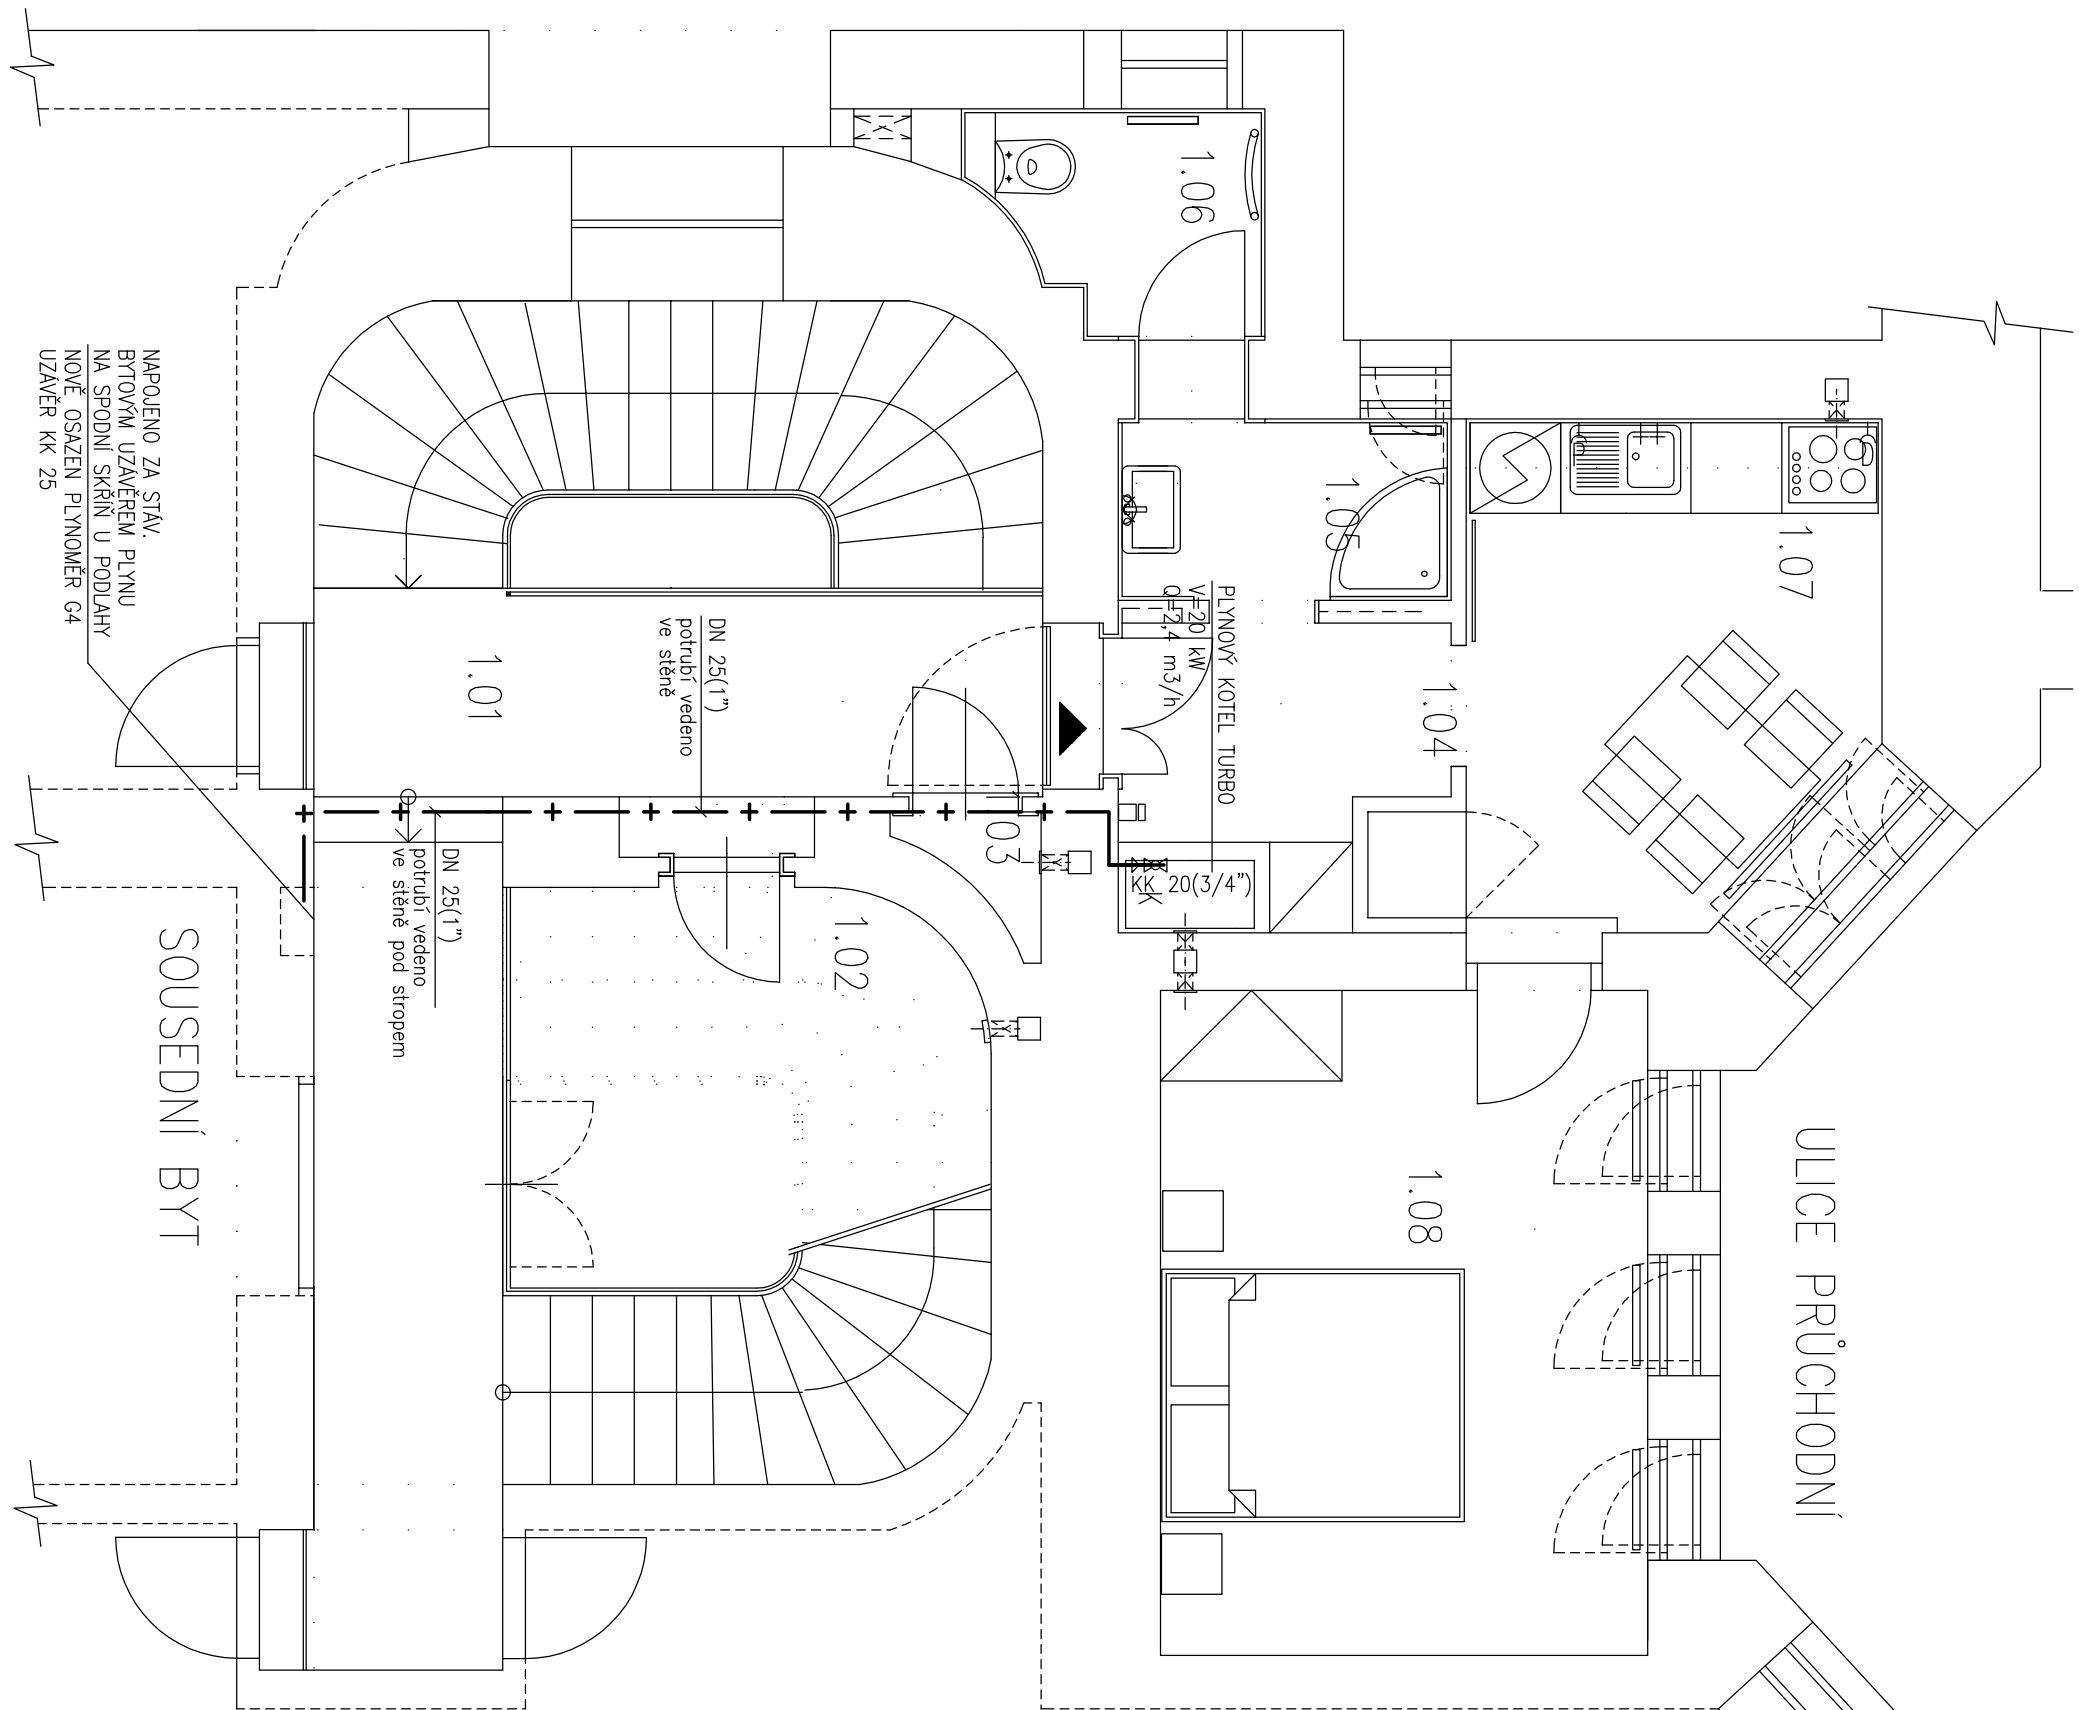 NAPOJENO ZA STÁV.
BYTOVÝM UZÁVĚREM PLYNU
NA SPODNÍ SKŘÍŇ U PODLAHY
NOVĚ OSAZEN PLYNOMĚR G4
UZÁVĚR KK 25
1.06
1.05
1.07
PLYNOVÝ KOTEL TURBO
V=20 kW
Q=2,4 m3/h
1.01
DN 25(1")
potrubí vedeno
ve stěně
1.04
03
KK 20(3/4")
K
DN 25(1")
potrubí vedeno
ve stěně pod stropem
1.02
1.08
SOUSEDNÍ BYT
ULICE PRŮCHODNÍ